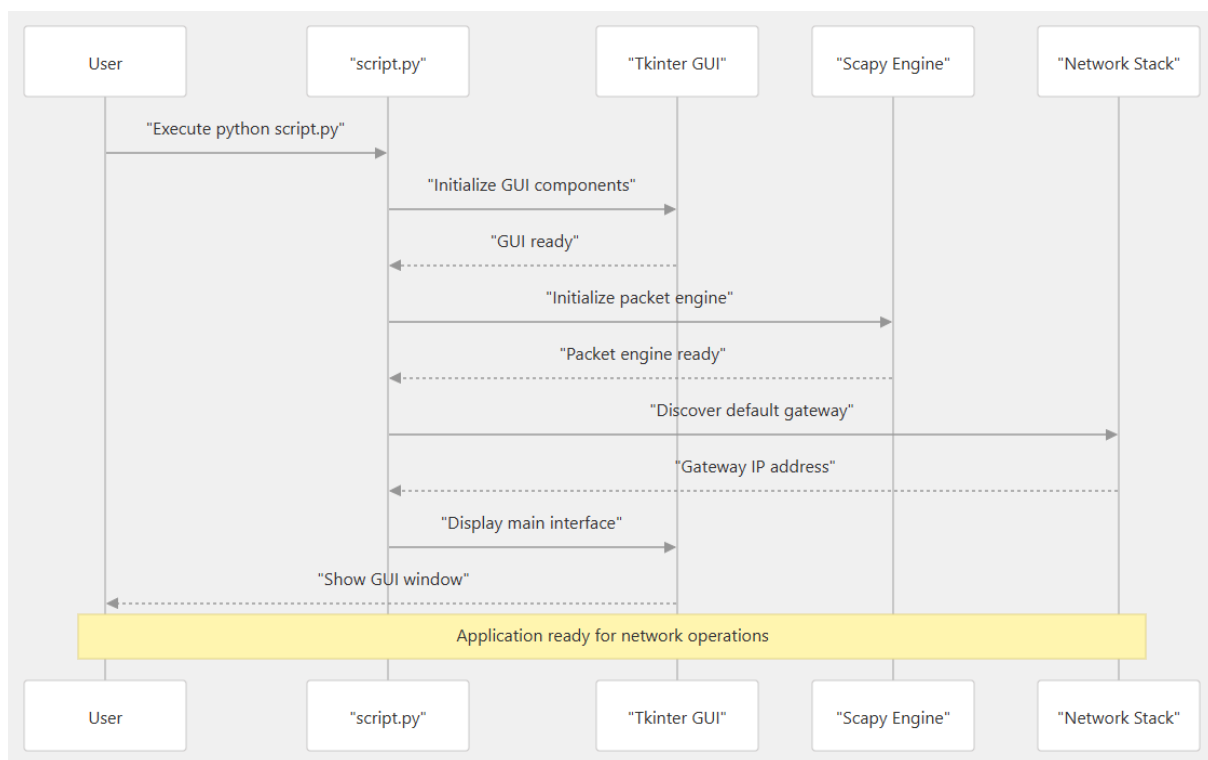 User
"script.py"
"Tkinter GUI"
"Scapy Engine"
"Network Stack"
"Execute python script.py"
"Initialize GUI components"
"GUI ready"
"Initialize packet engine"
"Packet engine ready"
"Discover default gateway"
"Gateway IP address"
"Display main interface"
"Show GUI window"
Application ready for network operations
User
"script.py"
"Tkinter GUI"
"Scapy Engine"
"Network Stack"